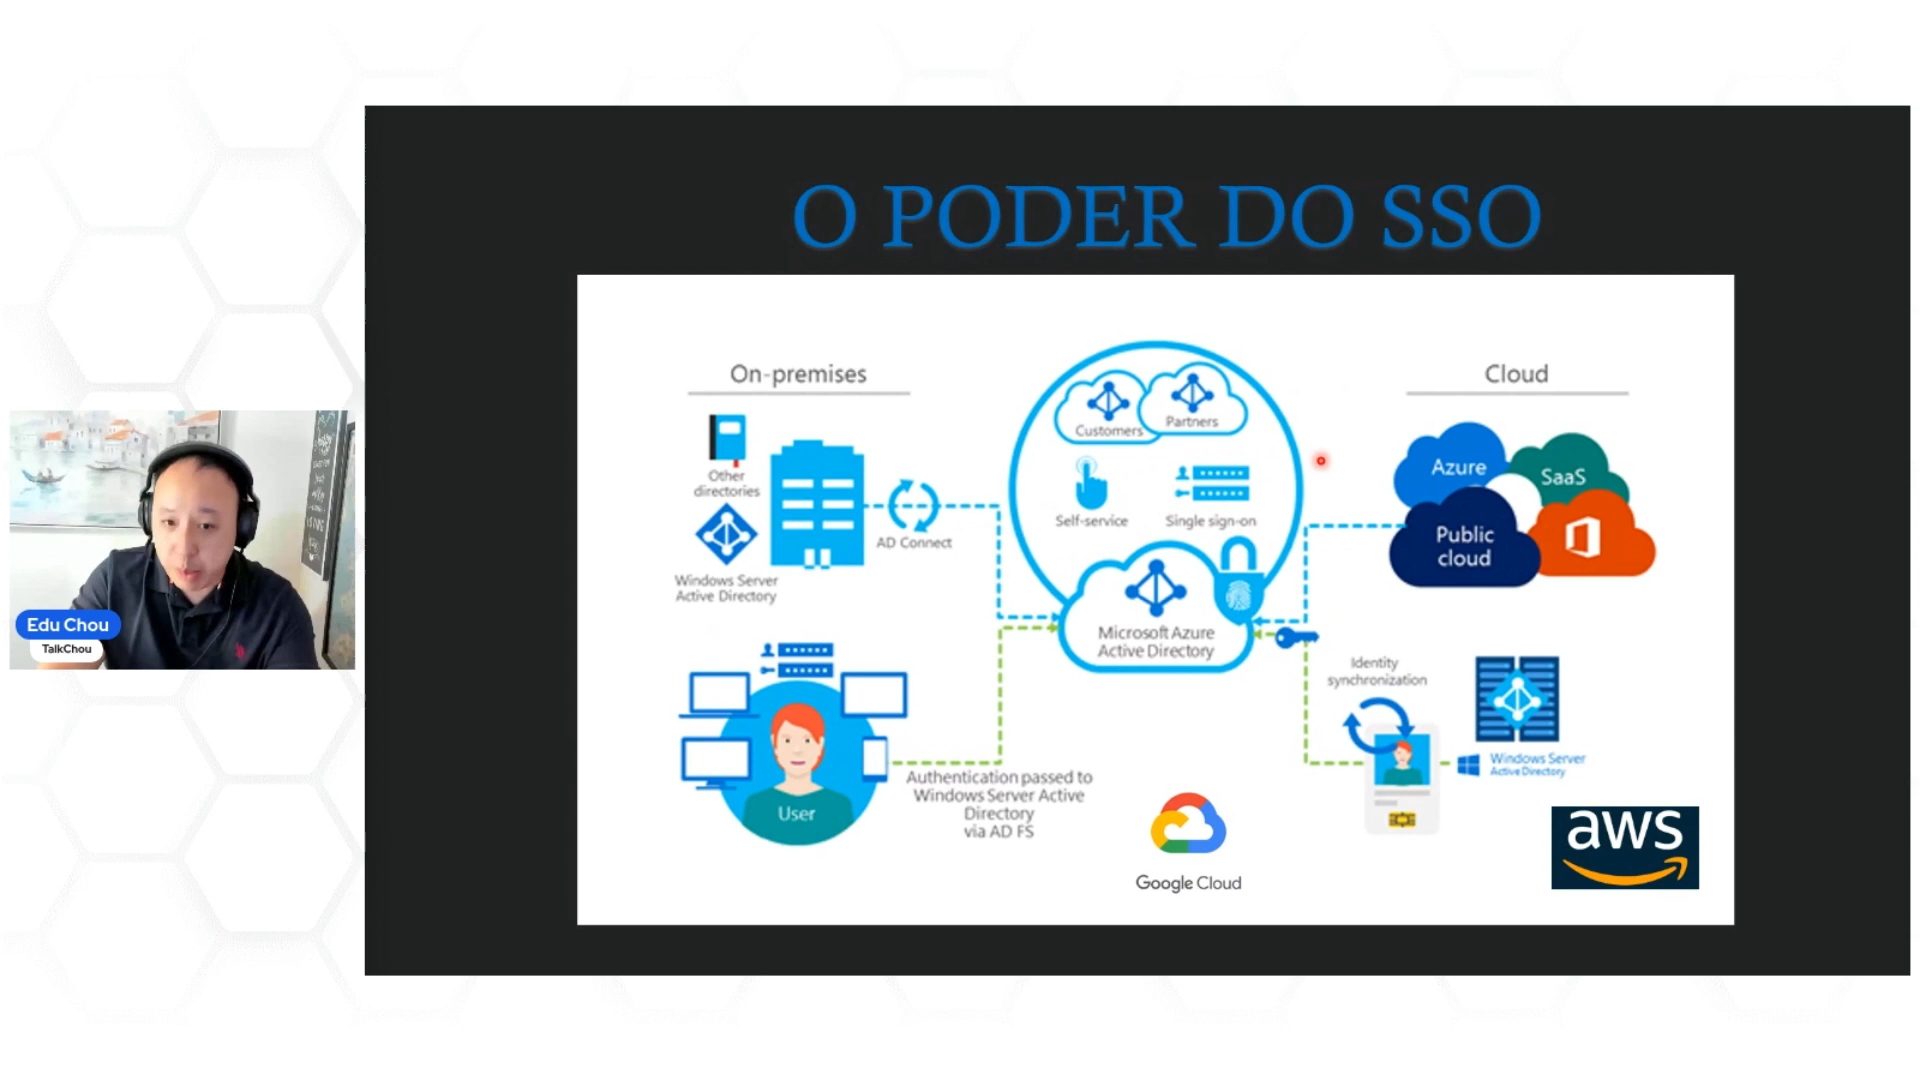 O PODER DO SSO
On-premises
Other
directories
Windows Server
Active Directory
AD Connect
Customers
Partners
Self-service
Single sign-on
Microsoft Azure
Active Directory
Cloud
Azure
SaaS
Public
cloud
Identity
synchronization
Windows Server
Active Directory
User
Authentication passed to
Windows Server Active
Directory
via AD FS
Google Cloud
aws
Edu Chou
TalkChou